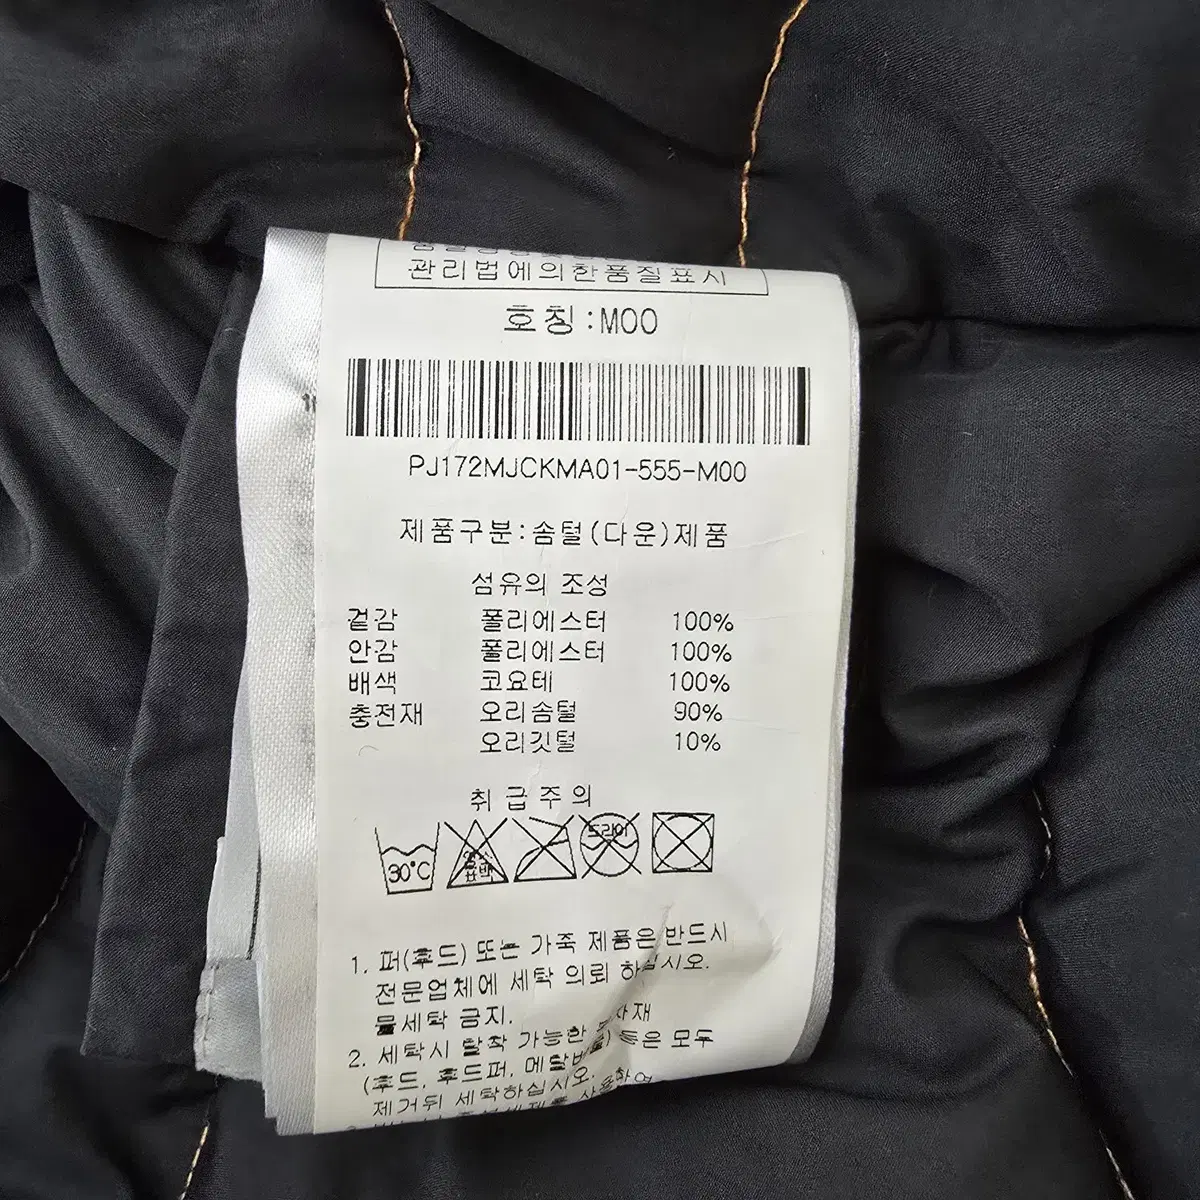 관리법에의한품질표시
호칭:M00
PJ172MJCKMA01-555-M00
제품구분:솜털(다운)제품
섬유의 조성
겉감 폴리에스터 100%
안감 폴리에스터 100%
배색 코요테 100%
충전재 오리솜털 90%
오리깃털 10%
취급주의
30°C 염소표백 드라이
1. 퍼(후드) 또는 가죽 제품은 반드시
전문업체에 세탁 의뢰 하십시오.
물세탁 금지.
2. 세탁시 탈착 가능한
(후드, 후드퍼, 메탈벨트) 등은 모두
제거뒤 세탁하십시오.